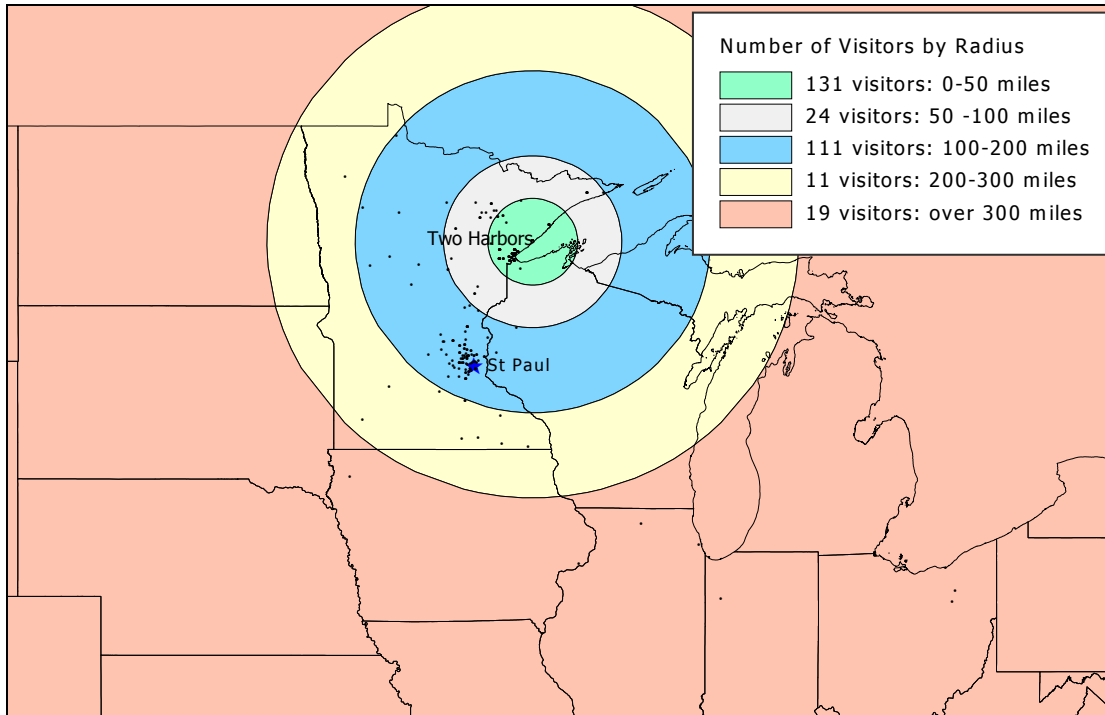 Number of Visitors by Radius
131 visitors: 0-50 miles
24 visitors: 50 -100 miles
111 visitors: 100-200 miles
11 visitors: 200-300 miles
19 visitors: over 300 miles
Two Harbors
St Paul